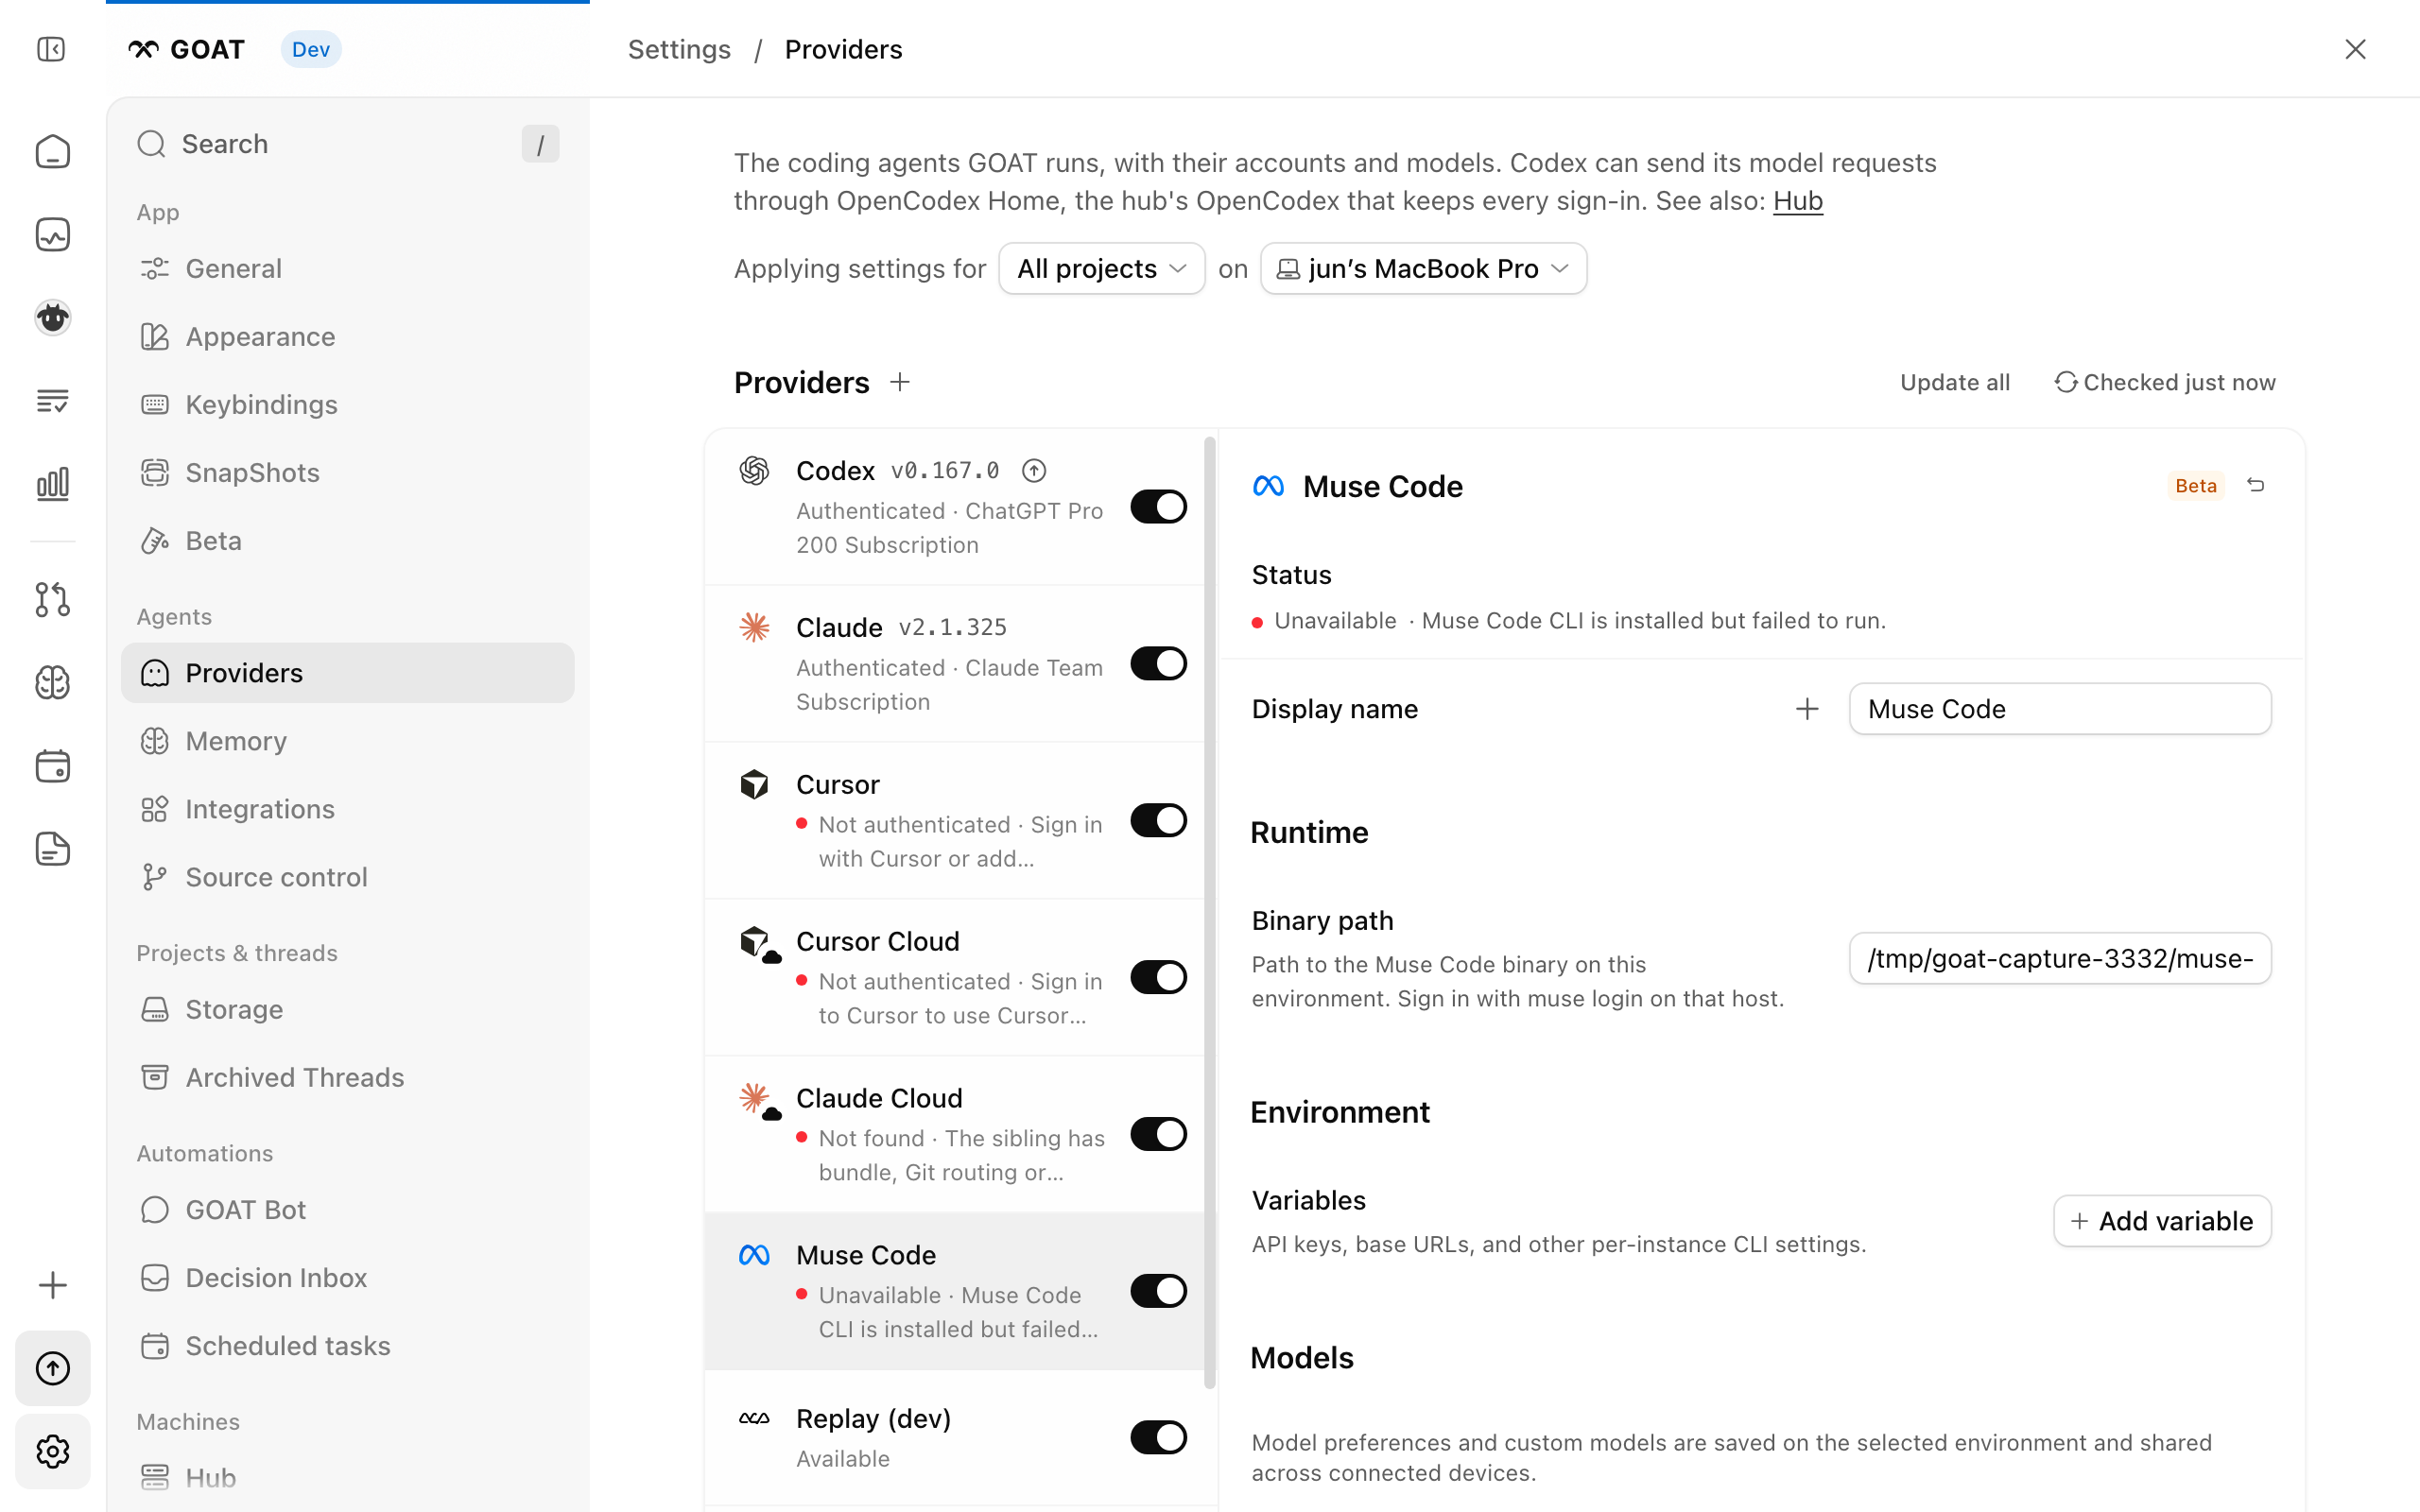 GOAT
Dev
Settings / Providers
Search
/
App
General
Appearance
Keybindings
SnapShots
Beta
Agents
Providers
Memory
Integrations
Source control
Projects & threads
Storage
Archived Threads
Automations
GOAT Bot
Decision Inbox
Scheduled tasks
Machines
Hub
The coding agents GOAT runs, with their accounts and models. Codex can send its model requests
through OpenCodex Home, the hub's OpenCodex that keeps every sign-in. See also: Hub
Applying settings for All projects on jun’s MacBook Pro
Providers
Update all
Checked just now
Codex v0.167.0
Authenticated · ChatGPT Pro
200 Subscription
Claude v2.1.325
Authenticated · Claude Team
Subscription
Cursor
Not authenticated · Sign in
with Cursor or add...
Cursor Cloud
Not authenticated · Sign in
to Cursor to use Cursor...
Claude Cloud
Not found · The sibling has
bundle, Git routing or...
Muse Code
Unavailable · Muse Code
CLI is installed but failed...
Replay (dev)
Available
Muse Code
Beta
Status
Unavailable · Muse Code CLI is installed but failed to run.
Display name
Muse Code
Runtime
Binary path
Path to the Muse Code binary on this
environment. Sign in with muse login on that host.
/tmp/goat-capture-3332/muse-
Environment
Variables
API keys, base URLs, and other per-instance CLI settings.
Add variable
Models
Model preferences and custom models are saved on the selected environment and shared
across connected devices.